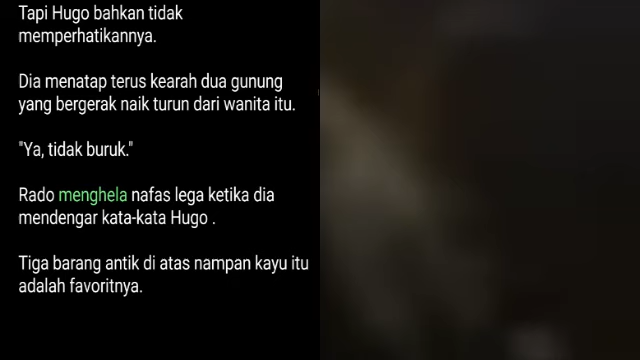 Tapi Hugo bahkan tidak
memperhatikannya.
Dia menatap terus kearah dua gunung
yang bergerak naik turun dari wanita itu.
"Ya, tidak buruk."
Rado menghela nafas lega ketika dia
mendengar kata-kata Hugo .
Tiga barang antik di atas nampan kayu itu
adalah favoritnya.